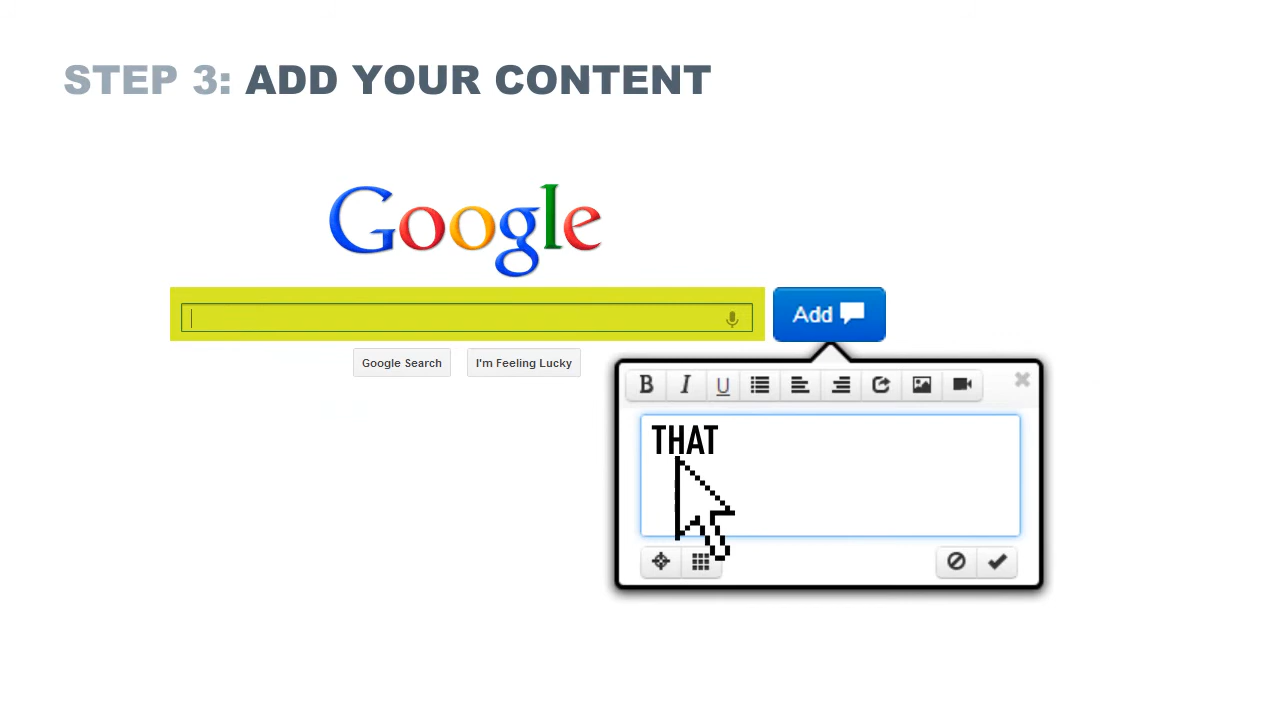 STEP 3: ADD YOUR CONTENT
Google
Add
Google Search
I'm Feeling Lucky
B I U
THAT